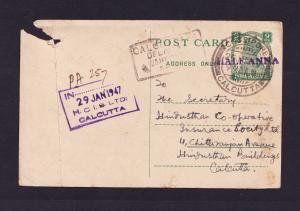 POST CARD
ADDRESS ONLY
HALF ANNA
CALCUTTA
PA 257
IN
29 JAN 1947
H.C.I.S. LTD:
CALCUTTA
To
The Secretary
Hindusthan Co-operative
Insurance Society Ltd
4, Chittaranjan Avenue
Hindusthan Buildings
Calcutta.